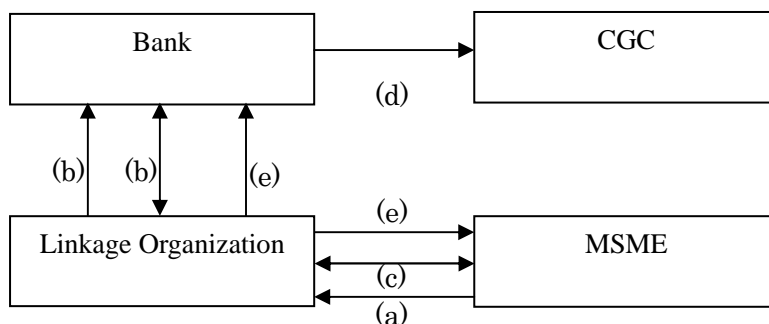 Bank
CGC
(d)
(b)
(b)
(e)
(e)
Linkage Organization
MSME
(c)
(a)